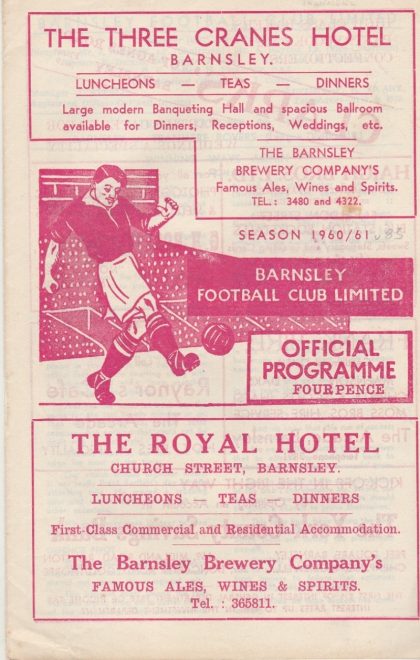 THE THREE CRANES HOTEL
BARNSLEY.
LUNCHEONS — TEAS — DINNERS
Large modern Banqueting Hall and spacious Ballroom
available for Dinners, Receptions, Weddings, etc.
THE BARNSLEY
BREWERY COMPANY'S
Famous Ales, Wines and Spirits.
TEL.: 3480 and 4322.
SEASON 1960/61
BARNSLEY
FOOTBALL CLUB LIMITED
OFFICIAL
PROGRAMME
FOURPENCE
THE ROYAL HOTEL
CHURCH STREET, BARNSLEY.
LUNCHEONS — TEAS — DINNERS
First-Class Commercial and Residential Accommodation.
The Barnsley Brewery Company's
FAMOUS ALES, WINES & SPIRITS.
Tel. : 365811.